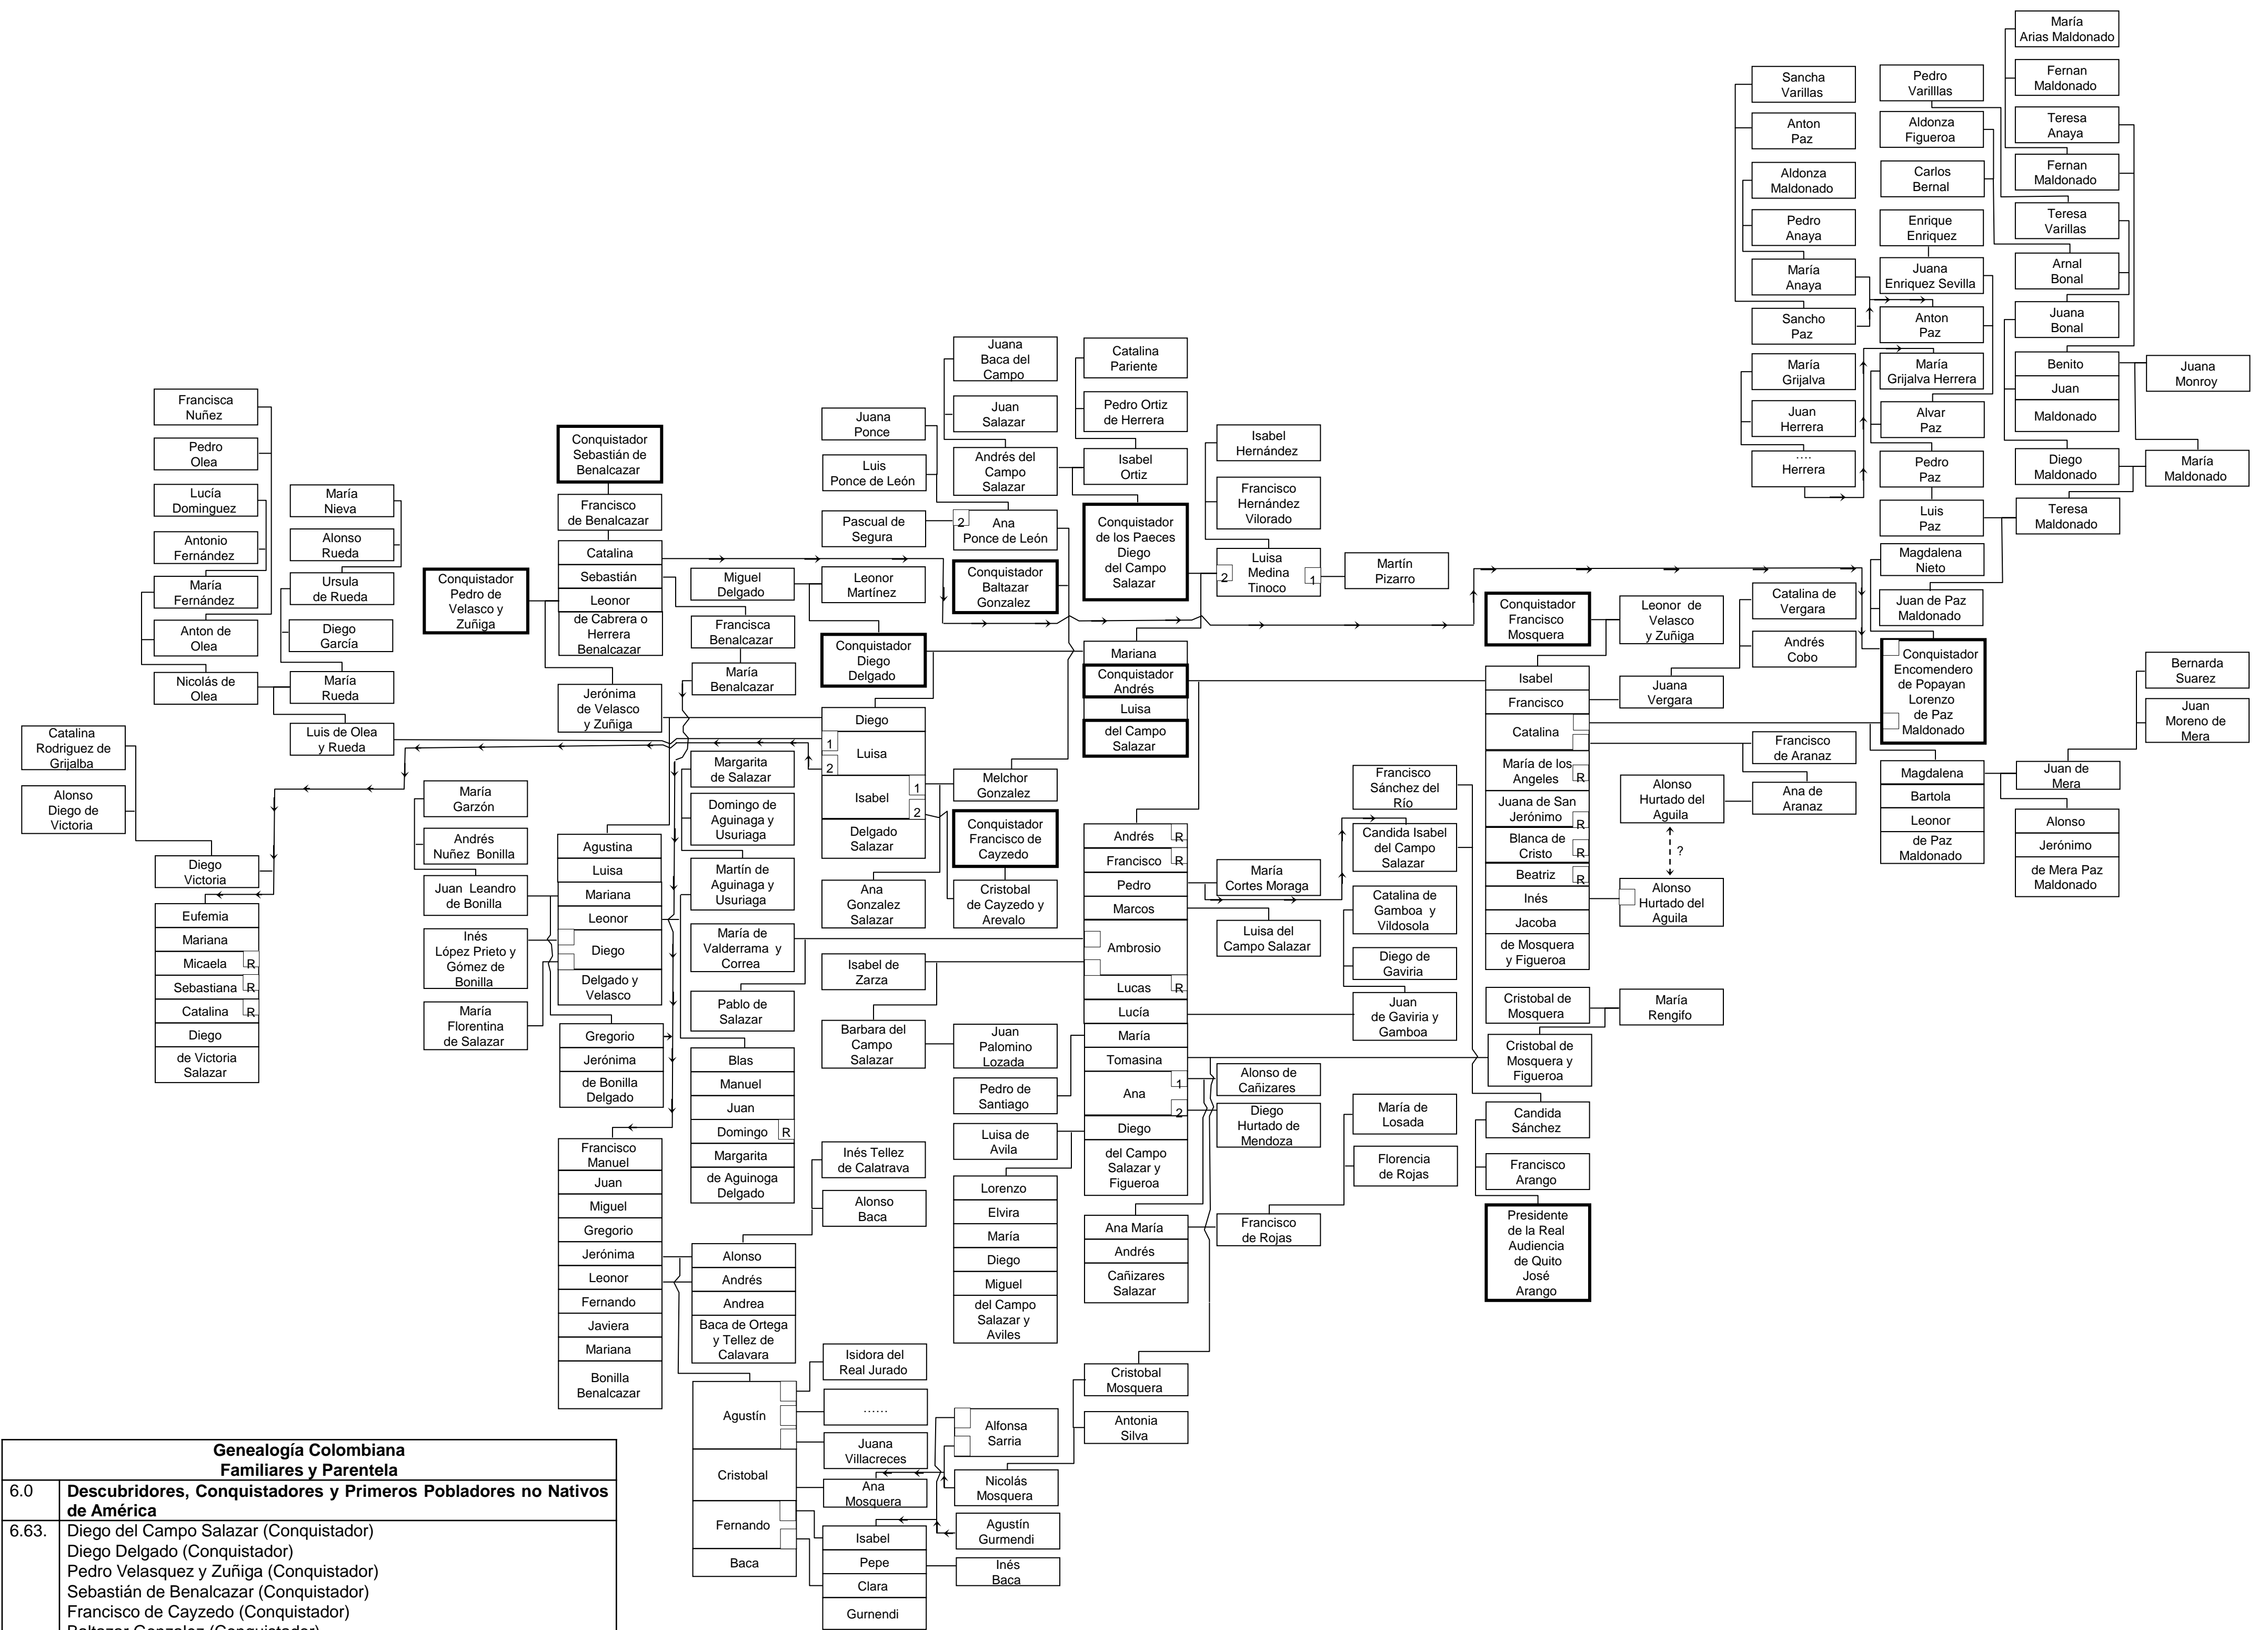 María
Arias Maldonado
Sancha
Varillas
Pedro
Varilllas
Fernan
Maldonado
Anton
Paz
Aldonza
Figueroa
Teresa
Anaya
Aldonza
Maldonado
Carlos
Bernal
Fernan
Maldonado
Pedro
Anaya
Enrique
Enriquez
Teresa
Varillas
María
Anaya
Juana
Enriquez Sevilla
Arnal
Bonal
Sancho
Paz
Anton
Paz
Juana
Bonal
María
Grijalva
María
Grijalva Herrera
Benito
Juan
Maldonado
Juana
Monroy
Juan
Herrera
Alvar
Paz
....
Herrera
Pedro
Paz
Diego
Maldonado
María
Maldonado
Luis
Paz
Teresa
Maldonado
Magdalena
Nieto
Juan de Paz
Maldonado
Conquistador
Encomendero
de Popayan
Lorenzo
de Paz
Maldonado
Bernarda
Suarez
Juan
Moreno de
Mera
Magdalena
Bartola
Leonor
de Paz
Maldonado
Juan de
Mera
Alonso
Jerónimo
de Mera Paz
Maldonado
Francisca
Nuñez
Pedro
Olea
Lucía
Dominguez
Antonio
Fernández
María
Fernández
Anton de
Olea
Nicolás de
Olea
María
Nieva
Alonso
Rueda
Ursula
de Rueda
Diego
García
María
Rueda
Luis de Olea
y Rueda
Catalina
Rodriguez de
Grijalba
Alonso
Diego de
Victoria
Diego
Victoria
Eufemia
Mariana
Micaela R
Sebastiana R
Catalina R
Diego
de Victoria
Salazar
Conquistador
Sebastián de
Benalcazar
Francisco
de Benalcazar
Catalina
Sebastián
Leonor
de Cabrera o
Herrera
Benalcazar
Conquistador
Pedro de
Velasco y
Zuñiga
Jerónima
de Velasco
y Zuñiga
Miguel
Delgado
Leonor
Martínez
Francisca
Benalcazar
María
Benalcazar
Conquistador
Diego
Delgado
Diego
1
Luisa
2
Isabel
1
2
Delgado
Salazar
Juana
Ponce
Luis
Ponce de León
Pascual de
Segura
2
Ana
Ponce de León
Conquistador
Baltazar
Gonzalez
Juana
Baca del
Campo
Juan
Salazar
Andrés del
Campo
Salazar
Catalina
Pariente
Pedro Ortiz
de Herrera
Isabel
Ortiz
Conquistador
de los Paeces
Diego
del Campo
Salazar
Isabel
Hernández
Francisco
Hernández
Vilorado
2
Luisa
Medina
Tinoco
1
Martín
Pizarro
Mariana
Conquistador
Andrés
Luisa
del Campo
Salazar
Conquistador
Francisco
Mosquera
Leonor de
Velasco
y Zuñiga
Catalina de
Vergara
Andrés
Cobo
Juana
Vergara
Isabel
Francisco
Catalina
María de los
Angeles R
Juana de San
Jerónimo R
Blanca de
Cristo R
Beatriz R
Inés
Jacoba
de Mosquera
y Figueroa
Francisco
de Aranaz
Ana de
Aranaz
Alonso
Hurtado del
Aguila
?
Alonso
Hurtado del
Aguila
María
Garzón
Andrés
Nuñez Bonilla
Juan Leandro
de Bonilla
Inés
López Prieto y
Gómez de
Bonilla
María
Florentina
de Salazar
Agustina
Luisa
Mariana
Leonor
Diego
Delgado y
Velasco
Gregorio
Jerónima
de Bonilla
Delgado
Francisco
Manuel
Juan
Miguel
Gregorio
Jerónima
Leonor
Fernando
Javiera
Mariana
Bonilla
Benalcazar
Margarita
de Salazar
Domingo de
Aguinaga y
Usuriaga
Martín de
Aguinaga y
Usuriaga
María de
Valderrama y
Correa
Pablo de
Salazar
Blas
Manuel
Juan
Domingo R
Margarita
de Aguinoga
Delgado
Melchor
Gonzalez
Conquistador
Francisco de
Cayzedo
Ana
Gonzalez
Salazar
Cristobal
de Cayzedo y
Arevalo
Isabel de
Zarza
Barbara del
Campo
Salazar
Juan
Palomino
Lozada
Pedro de
Santiago
Luisa de
Avila
Andrés R
Francisco R
Pedro
Marcos
Ambrosio
Lucas R
Lucía
María
Tomasina
Ana
1
2
Diego
del Campo
Salazar y
Figueroa
María
Cortes Moraga
Luisa del
Campo Salazar
Francisco
Sánchez del
Río
Candida Isabel
del Campo
Salazar
Catalina de
Gamboa y
Vildosola
Diego de
Gaviria
Juan
de Gaviria y
Gamboa
Cristobal de
Mosquera
María
Rengifo
Cristobal de
Mosquera y
Figueroa
Alonso de
Cañizares
Diego
Hurtado de
Mendoza
María de
Losada
Florencia
de Rojas
Candida
Sánchez
Francisco
Arango
Presidente
de la Real
Audiencia
de Quito
José
Arango
Inés Tellez
de Calatrava
Alonso
Baca
Alonso
Andrés
Andrea
Baca de Ortega
y Tellez de
Calavara
Lorenzo
Elvira
María
Diego
Miguel
del Campo
Salazar y
Aviles
Ana María
Andrés
Cañizares
Salazar
Francisco
de Rojas
Isidora del
Real Jurado
......
Juana
Villacreces
Ana
Mosquera
Agustín
Cristobal
Fernando
Baca
Isabel
Pepe
Clara
Gurnendi
Alfonsa
Sarria
Nicolás
Mosquera
Agustín
Gurmendi
Inés
Baca
Cristobal
Mosquera
Antonia
Silva
Genealogía Colombiana
Familiares y Parentela
6.0 Descubridores, Conquistadores y Primeros Pobladores no Nativos
de América
6.63. Diego del Campo Salazar (Conquistador)
Diego Delgado (Conquistador)
Pedro Velasquez y Zuñiga (Conquistador)
Sebastián de Benalcazar (Conquistador)
Francisco de Cayzedo (Conquistador)
Baltazar Gonzalez (Conquistador)